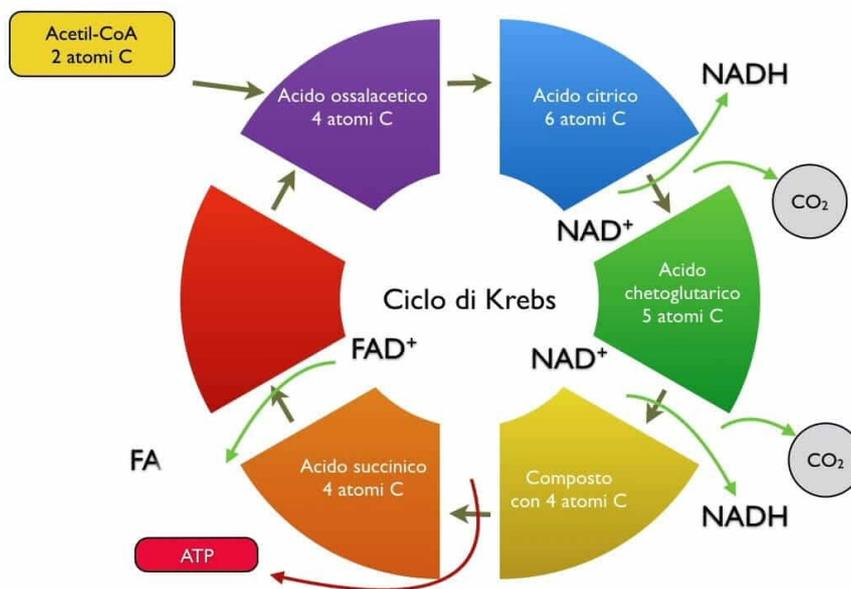 Acetil-CoA
2 atomi C
Acido ossalacetico
4 atomi C
Acido citrico
6 atomi C
NADH
CO₂
NAD⁺
Acido
chetoglutarico
5 atomi C
Ciclo di Krebs
FAD⁺
NAD⁺
FA
Acido succinico
4 atomi C
Composto
con 4 atomi C
CO₂
NADH
ATP